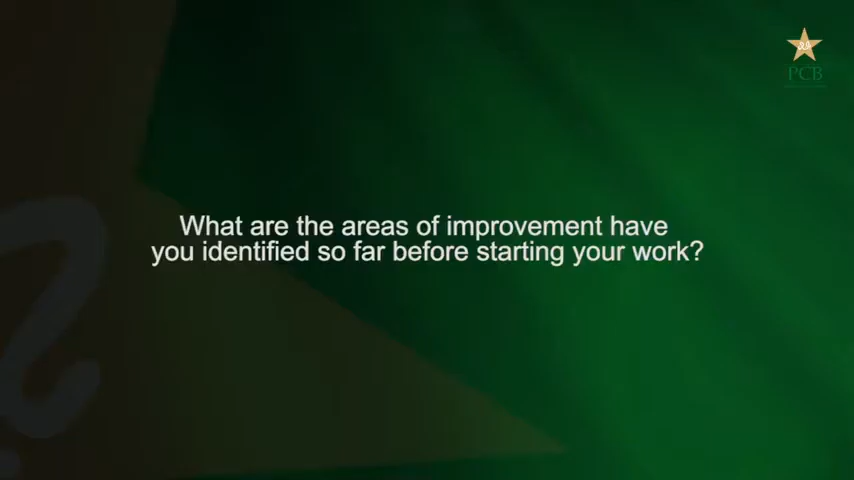 PCB
What are the areas of improvement have
you identified so far before starting your work?